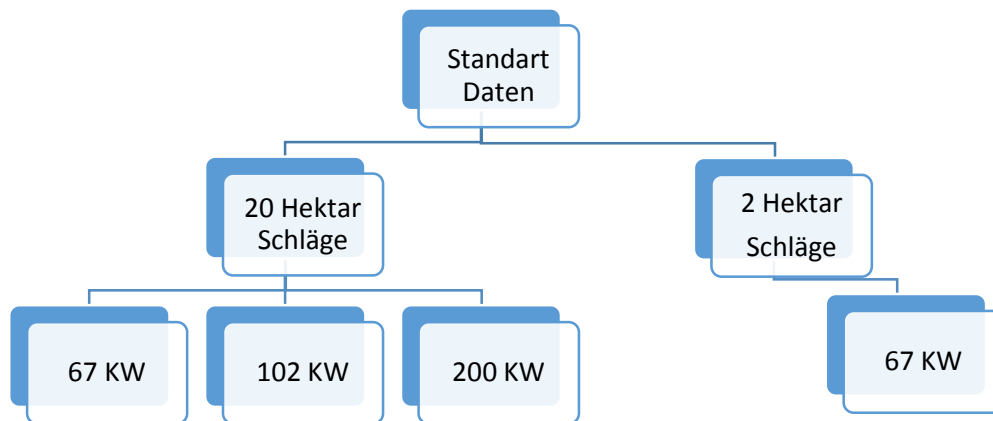 Standart
Daten
20 Hektar
Schläge
2 Hektar
Schläge
67 KW
102 KW
200 KW
67 KW